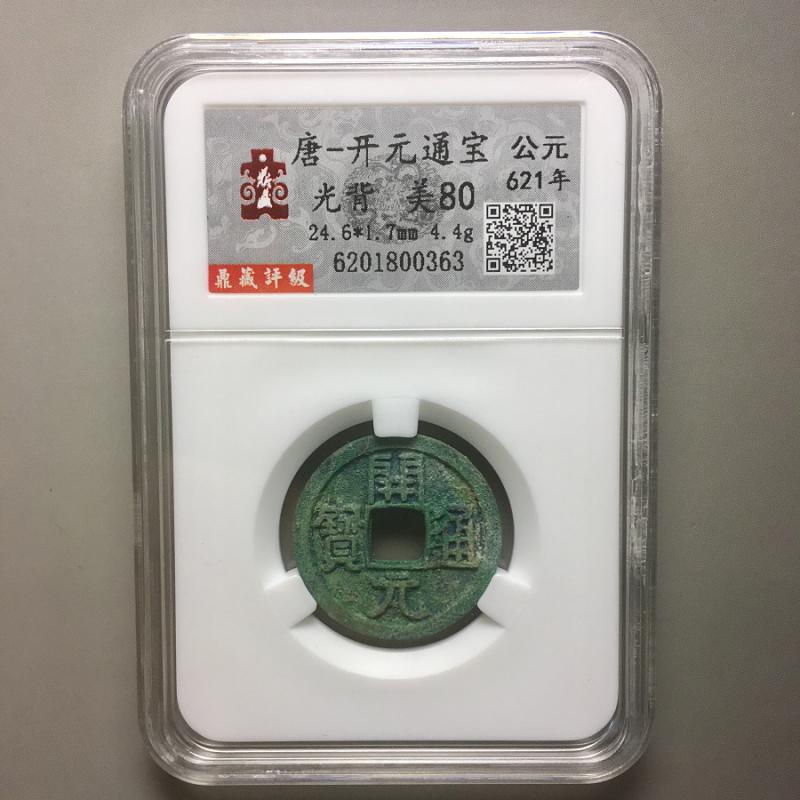 唐-开元通宝 公元
光背 美80 621年
24.6*1.7mm 4.4g
6201800363
鼎藏評級
開
寶 通
元